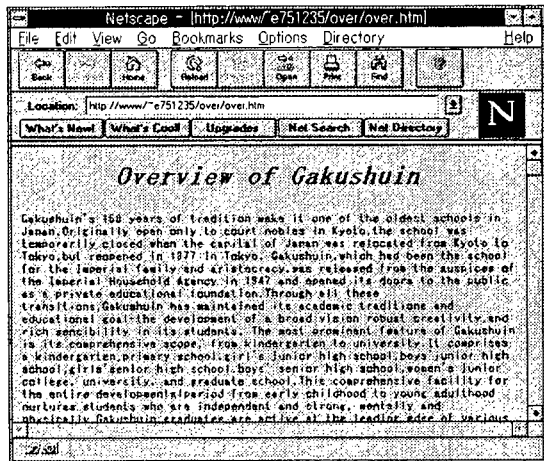 Netscape - [http://www/~e751235/over/over.htm]
File Edit View Go Bookmarks Options Directory Help
Back Home Reload Open Print Find
Location: http://www/~e751235/over/over.htm
What's New! What's Cool! Upgrades Net Search Net Directory
N
Overview of Gakushuin
Gakushuin's 150 years of tradition make it one of the oldest schools in
Japan.Originally open only to court nobles in Kyoto,the school was
temporarily closed when the capital of Japan was relocated from Kyoto to
Tokyo,but reopened in 1877 in Tokyo. Gakushuin,which had been the school
for the Imperial family and aristocracy,was released from the auspices of
the Imperial Household Agency in 1947 and opened its doors to the public
as a private educational foundation.Through all these
transitions,Gakushuin has maintained its academic traditions and
educational goal:the development of a broad vision robust creativity,and
rich sensibility in its students. The most prominent feature of Gakushuin
is its comprehensive scope, from kindergarten to university.It comprises
a kindergarten,primary school,girl's junior high school,boys junior high
school,girls'senior high school,boys' senior high school,women's junior
college, university, and graduate school.This comprehensive facility for
the entire developmentalperiod from early childhood to young adulthood
nurtures students who are independent and strong, mentally and
physically.Gakushuin graduates are active at the leading edge of various